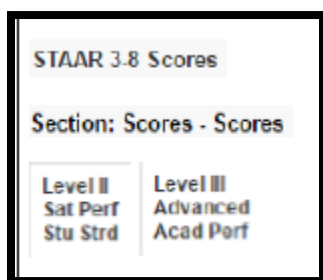 STAAR 3-8 Scores
Section: Scores - Scores
Level II
Sat Perf
Stu Strd
Level III
Advanced
Acad Perf